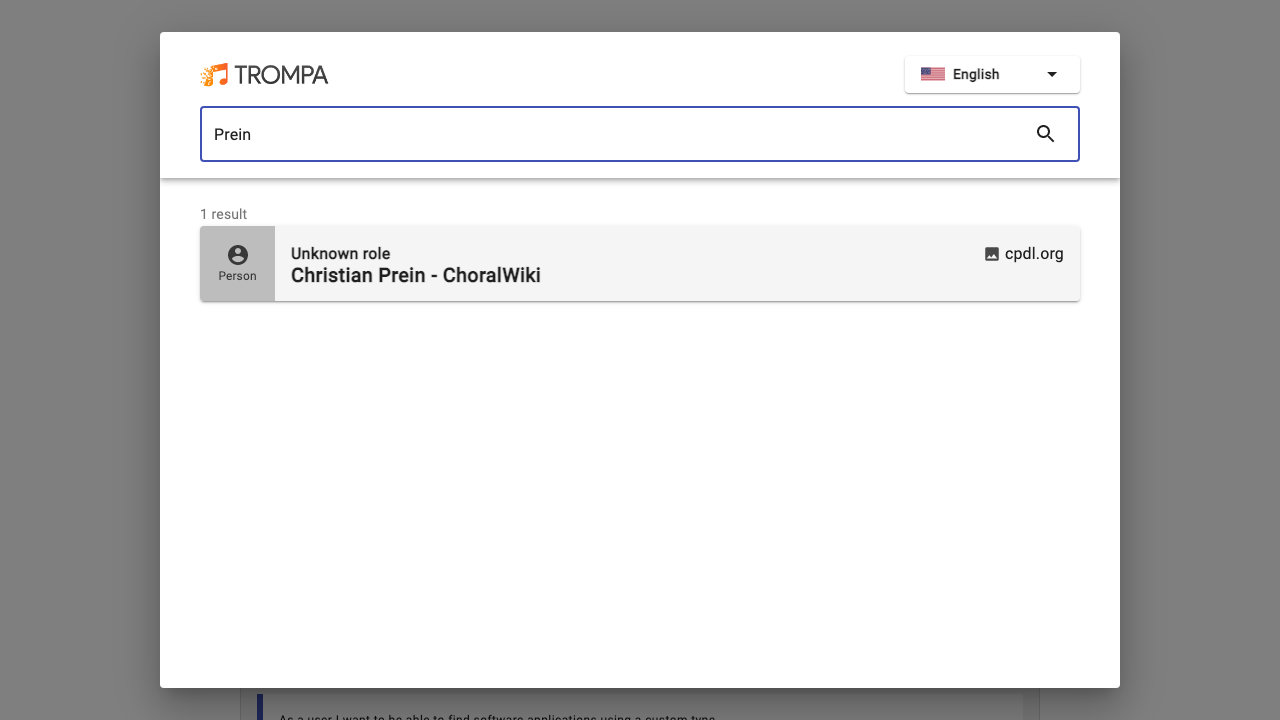 TROMPA
English
Prein
1 result
Person
Unknown role
Christian Prein - ChoralWiki
cpdl.org
As a user I want to be able to find software applications using a custom type